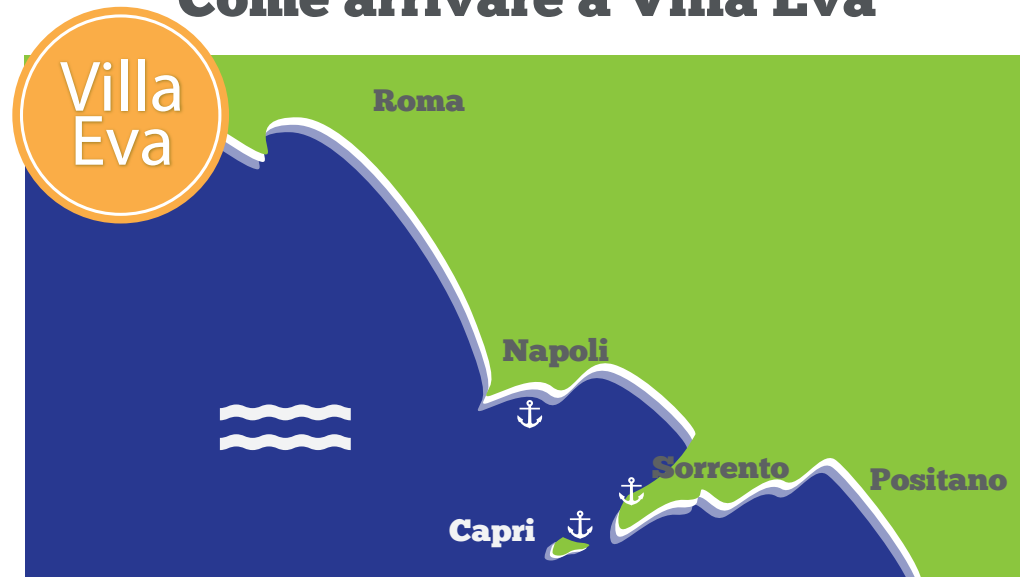 Come arrivare a Villa Eva
Villa
Eva
Roma
Napoli
Sorrento
Positano
Capri